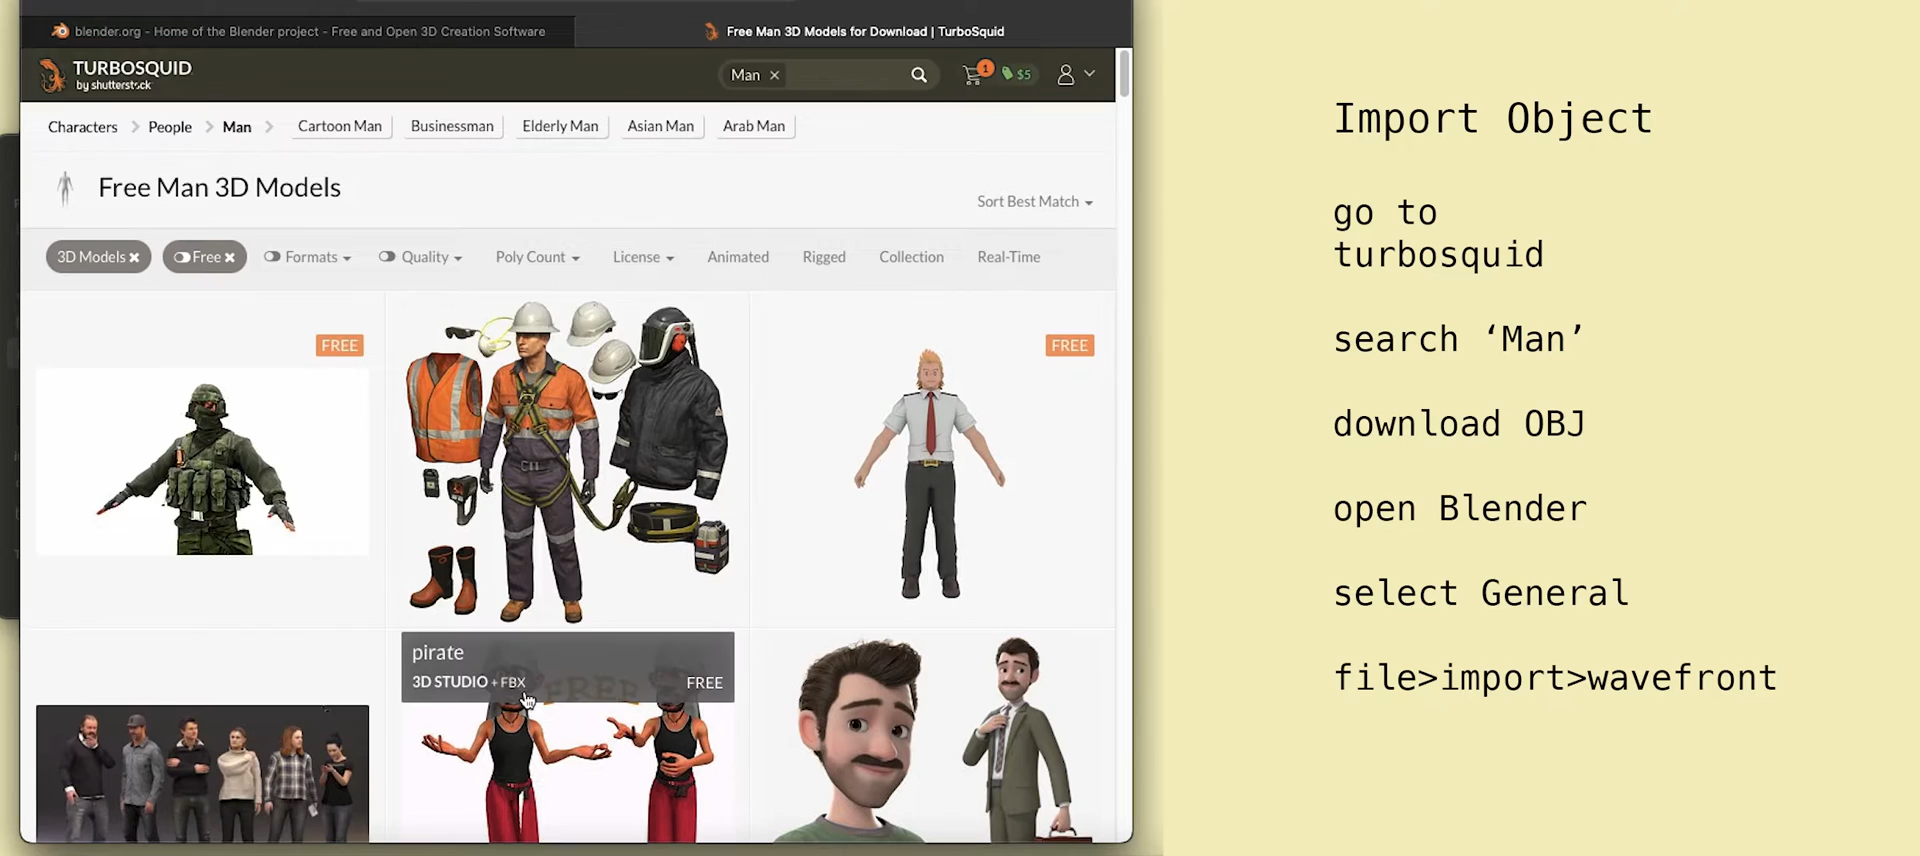 blender.org - Home of the Blender project - Free and Open 3D Creation Software
Free Man 3D Models for Download | TurboSquid
TURBOSQUID
by shutterstock
Man ×
1
$5
Characters
People
Man
Cartoon Man
Businessman
Elderly Man
Asian Man
Arab Man
Free Man 3D Models
Sort Best Match
3D Models ×
Free ×
Formats
Quality
Poly Count
License
Animated
Rigged
Collection
Real-Time
FREE
FREE
pirate
3D STUDIO + FBX
FREE
FREE
Import Object
go to
turbosquid
search ‘Man’
download OBJ
open Blender
select General
file>import>wavefront